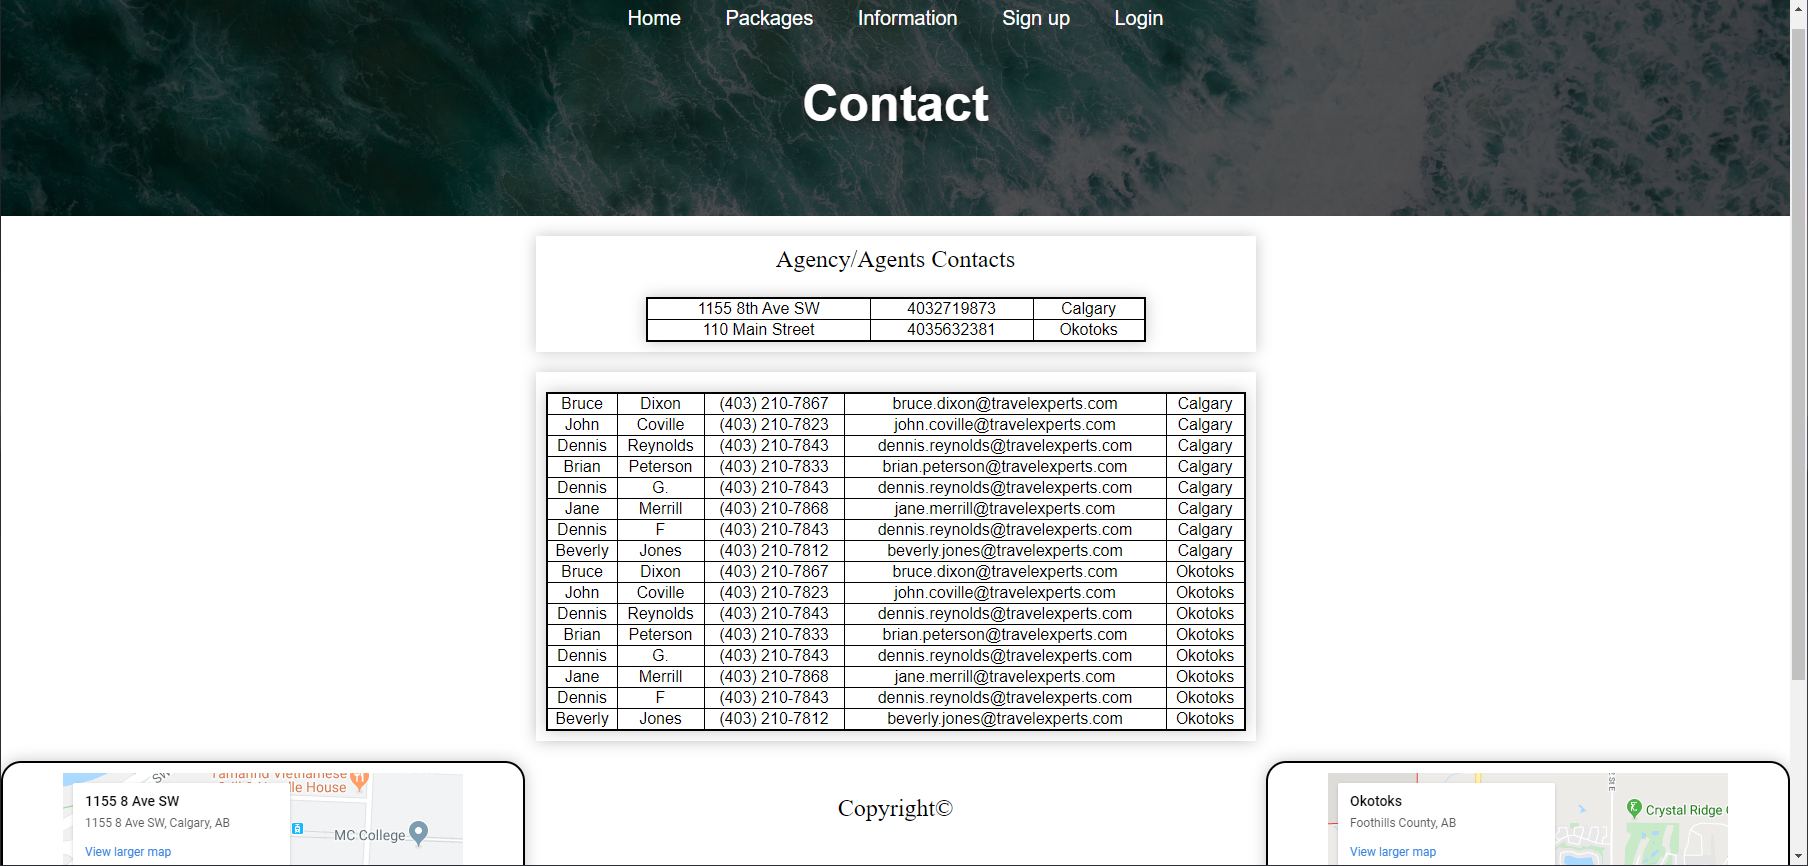 Home Packages Information Sign up Login
Contact
Agency/Agents Contacts
1155 8th Ave SW 4032719873 Calgary
110 Main Street 4035632381 Okotoks
Bruce Dixon (403) 210-7867 bruce.dixon@travelexperts.com Calgary
John Coville (403) 210-7823 john.coville@travelexperts.com Calgary
Dennis Reynolds (403) 210-7843 dennis.reynolds@travelexperts.com Calgary
Brian Peterson (403) 210-7833 brian.peterson@travelexperts.com Calgary
Dennis G. (403) 210-7843 dennis.reynolds@travelexperts.com Calgary
Jane Merrill (403) 210-7868 jane.merrill@travelexperts.com Calgary
Dennis F (403) 210-7843 dennis.reynolds@travelexperts.com Calgary
Beverly Jones (403) 210-7812 beverly.jones@travelexperts.com Calgary
Bruce Dixon (403) 210-7867 bruce.dixon@travelexperts.com Okotoks
John Coville (403) 210-7823 john.coville@travelexperts.com Okotoks
Dennis Reynolds (403) 210-7843 dennis.reynolds@travelexperts.com Okotoks
Brian Peterson (403) 210-7833 brian.peterson@travelexperts.com Okotoks
Dennis G. (403) 210-7843 dennis.reynolds@travelexperts.com Okotoks
Jane Merrill (403) 210-7868 jane.merrill@travelexperts.com Okotoks
Dennis F (403) 210-7843 dennis.reynolds@travelexperts.com Okotoks
Beverly Jones (403) 210-7812 beverly.jones@travelexperts.com Okotoks
SW
Tamarind Vietnamese
le House
1155 8 Ave SW
1155 8 Ave SW, Calgary, AB
View larger map
MC College
Copyright©
Okotoks
Foothills County, AB
View larger map
t St E
Crystal Ridge